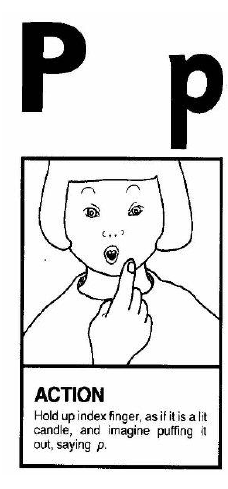 P p
ACTION
Hold up index finger, as if it is a lit
candle, and imagine puffing it
out, saying p.